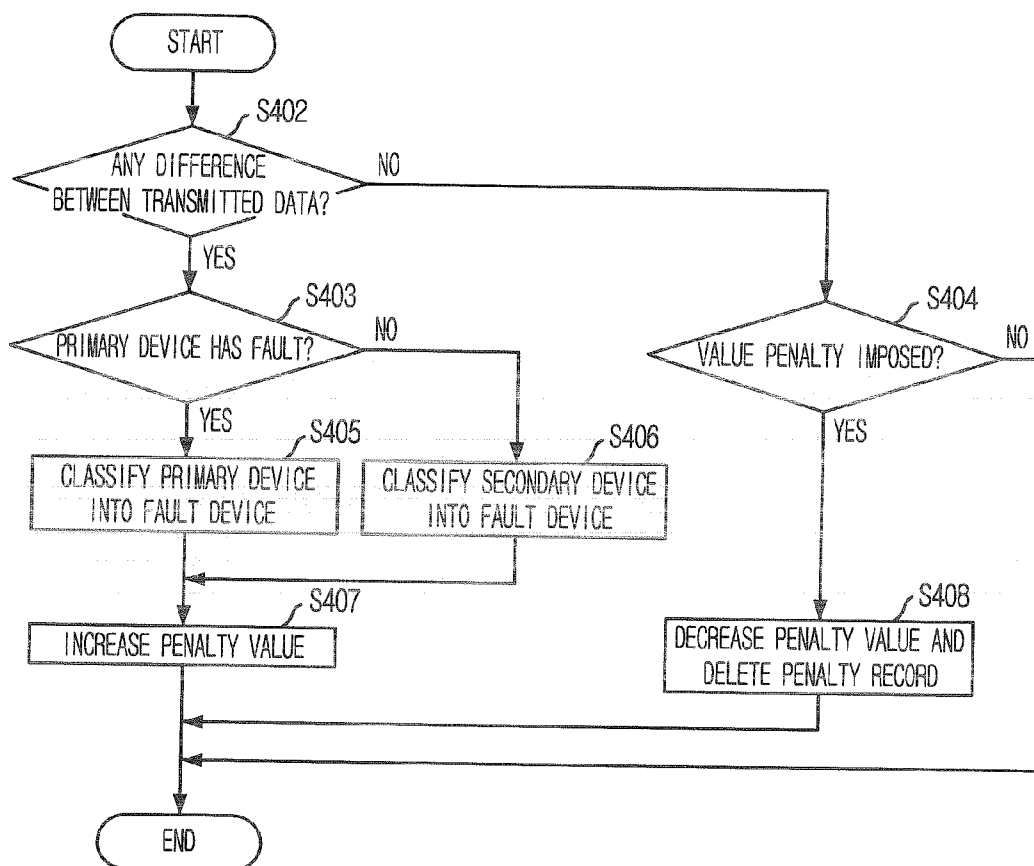 START
S402
ANY DIFFERENCE
BETWEEN TRANSMITTED DATA?
NO
YES
S403
PRIMARY DEVICE HAS FAULT?
NO
YES
S404
VALUE PENALTY IMPOSED?
NO
YES
S405
CLASSIFY PRIMARY DEVICE
INTO FAULT DEVICE
S406
CLASSIFY SECONDARY DEVICE
INTO FAULT DEVICE
S407
INCREASE PENALTY VALUE
S408
DECREASE PENALTY VALUE AND
DELETE PENALTY RECORD
END